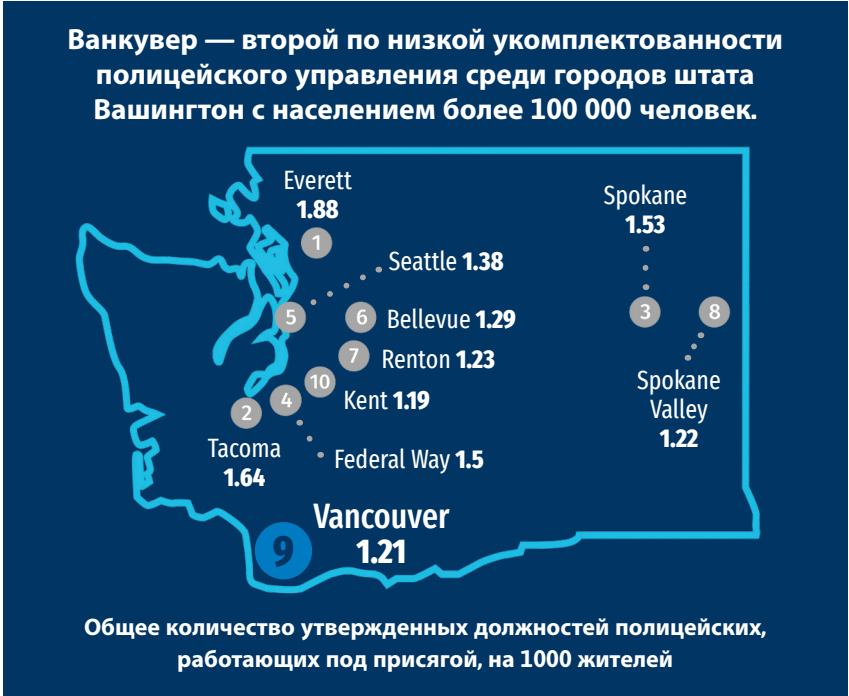 Ванкувер — второй по низкой укомплектованности
полицейского управления среди городов штата
Вашингтон с населением более 100 000 человек.
Everett
1.88
1
Spokane
1.53
Seattle 1.38
5
6
Bellevue 1.29
3
8
7
Renton 1.23
10
Kent 1.19
Spokane
Valley
1.22
2
4
Tacoma
1.64
Federal Way 1.5
Vancouver
1.21
9
Общее количество утвержденных должностей полицейских,
работающих под присягой, на 1000 жителей